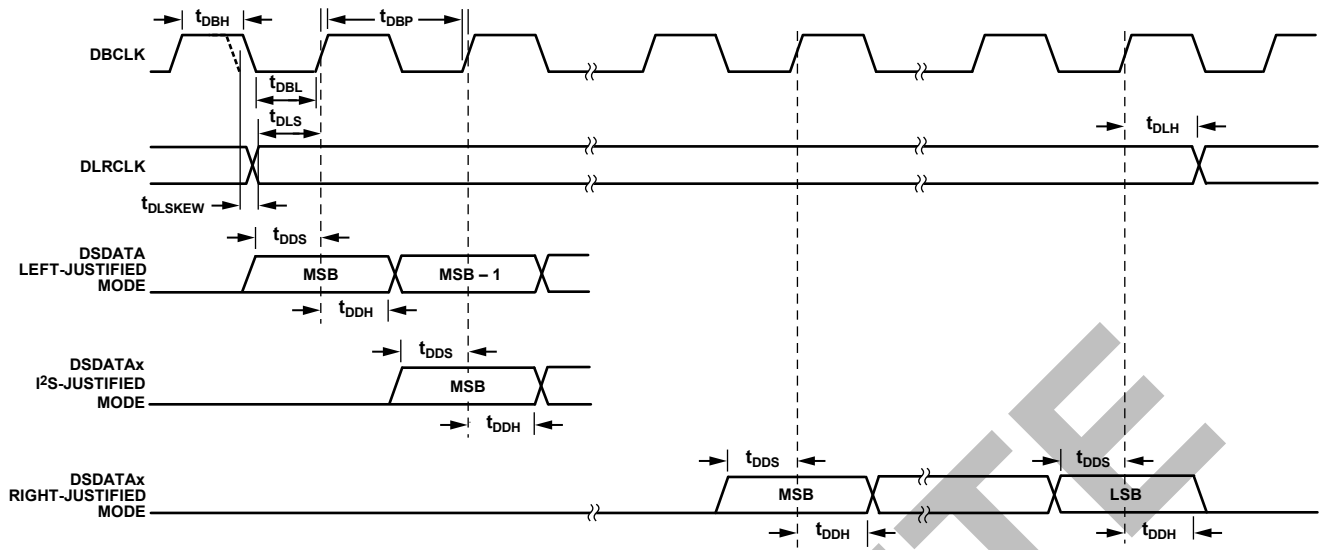 tDBH
tDBP
DBCLK
tDBL
tDLS
tDLH
DLRCLK
tDLSKEW
tDDS
DSDATA
LEFT-JUSTIFIED
MODE
MSB
MSB – 1
tDDH
tDDS
DSDATAx
I²S-JUSTIFIED
MODE
MSB
tDDH
tDDS
tDDS
DSDATAx
RIGHT-JUSTIFIED
MODE
MSB
LSB
tDDH
tDDH
TE